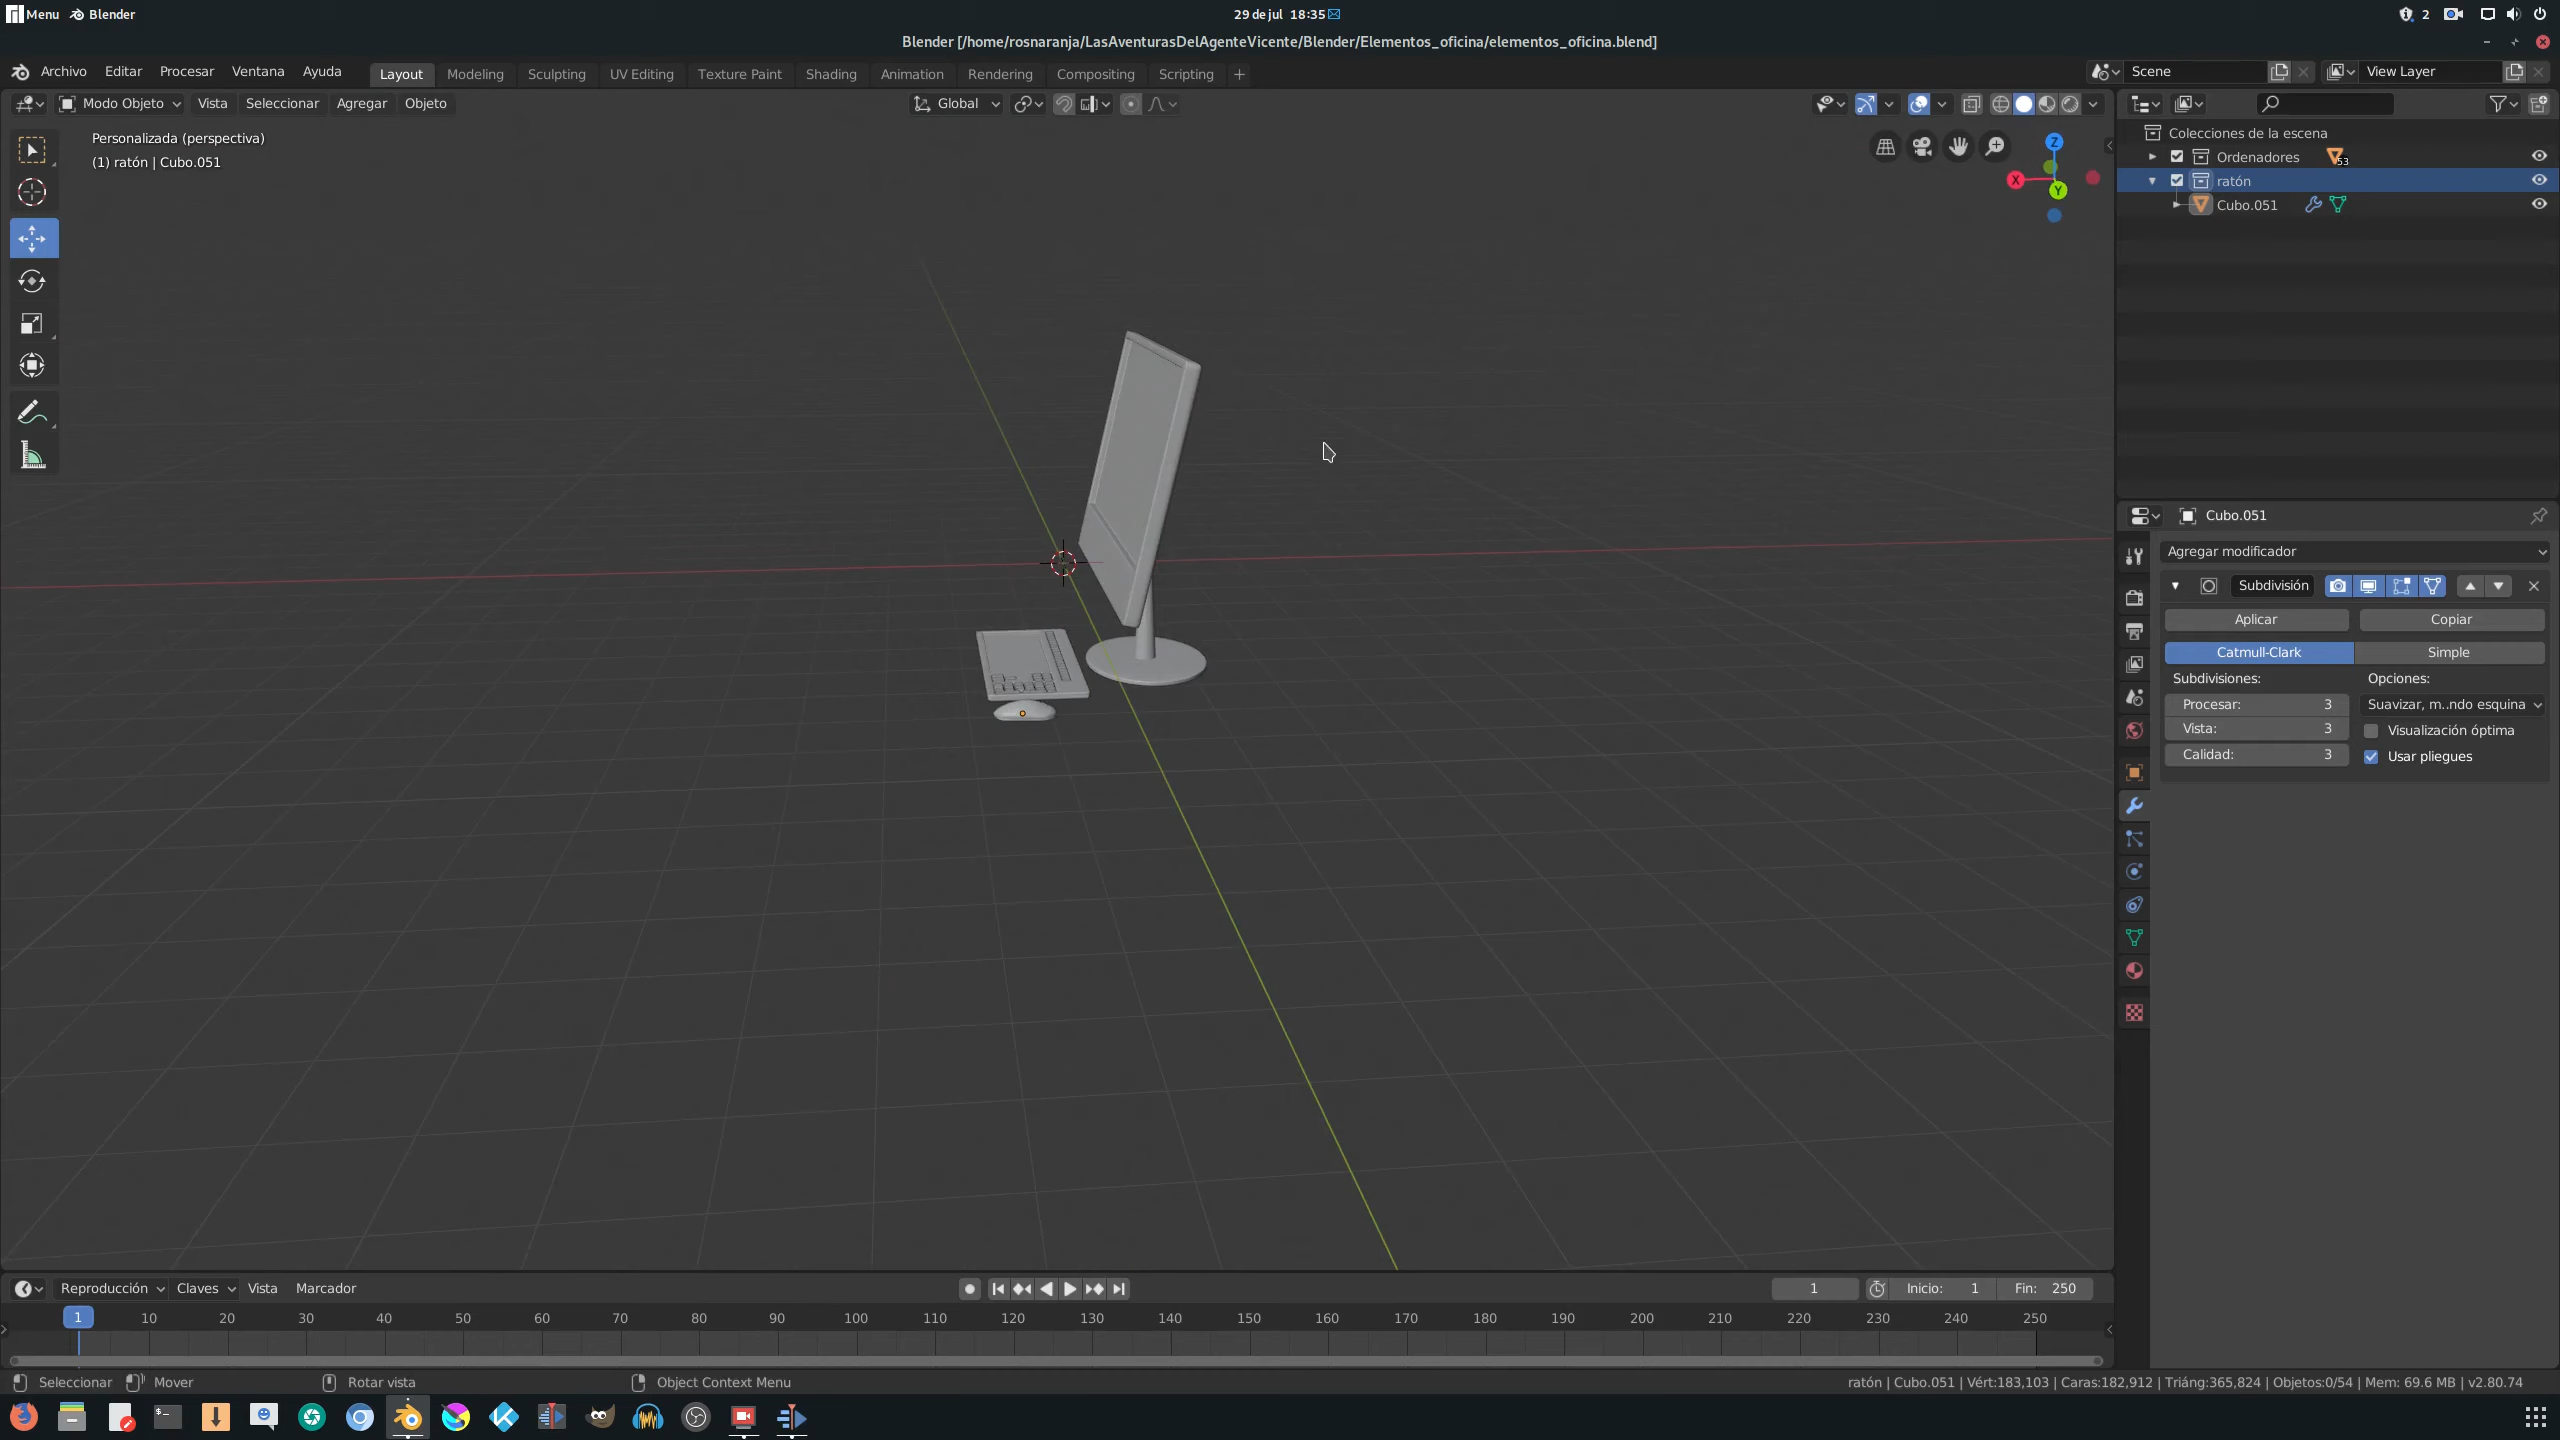 Menu Blender 29 de jul 18:35 2
Blender [/home/rosnaranja/LasAventurasDelAgenteVicente/Blender/Elementos_oficina/elementos_oficina.blend]
Archivo Editar Procesar Ventana Ayuda Layout Modeling Sculpting UV Editing Texture Paint Shading Animation Rendering Compositing Scripting + Scene View Layer
Modo Objeto Vista Seleccionar Agregar Objeto Global
Personalizada (perspectiva)
(1) ratón | Cubo.051
Z
X
Y
Colecciones de la escena
Ordenadores 53
ratón
Cubo.051
Cubo.051
Agregar modificador
Subdivisión
Aplicar Copiar
Catmull-Clark Simple
Subdivisiones: Opciones:
Procesar: 3 Suavizar, m..ndo esquina
Vista: 3 Visualización óptima
Calidad: 3 Usar pliegues
Reproducción Claves Vista Marcador 1 Inicio: 1 Fin: 250
1 10 20 30 40 50 60 70 80 90 100 110 120 130 140 150 160 170 180 190 200 210 220 230 240 250
Seleccionar Mover Rotar vista Object Context Menu ratón | Cubo.051 | Vért:183,103 | Caras:182,912 | Triáng:365,824 | Objetos:0/54 | Mem: 69.6 MB | v2.80.74